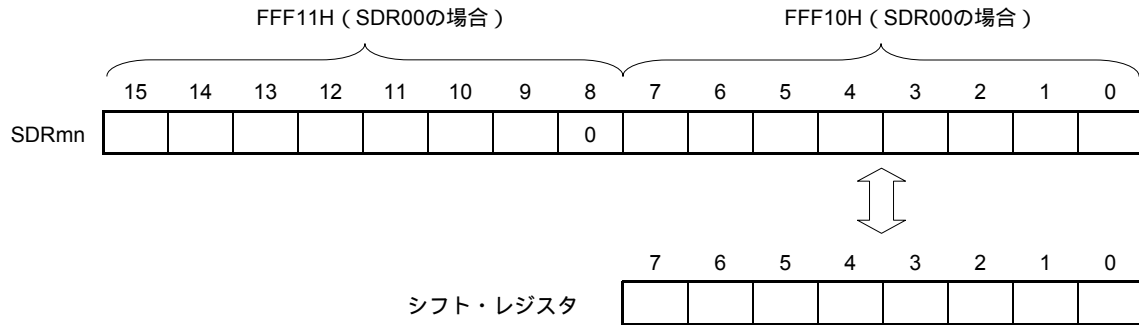 FFF11H（SDR00の場合） FFF10H（SDR00の場合）
15 14 13 12 11 10 9 8 7 6 5 4 3 2 1 0
SDRmn 0
7 6 5 4 3 2 1 0
シフト・レジスタ